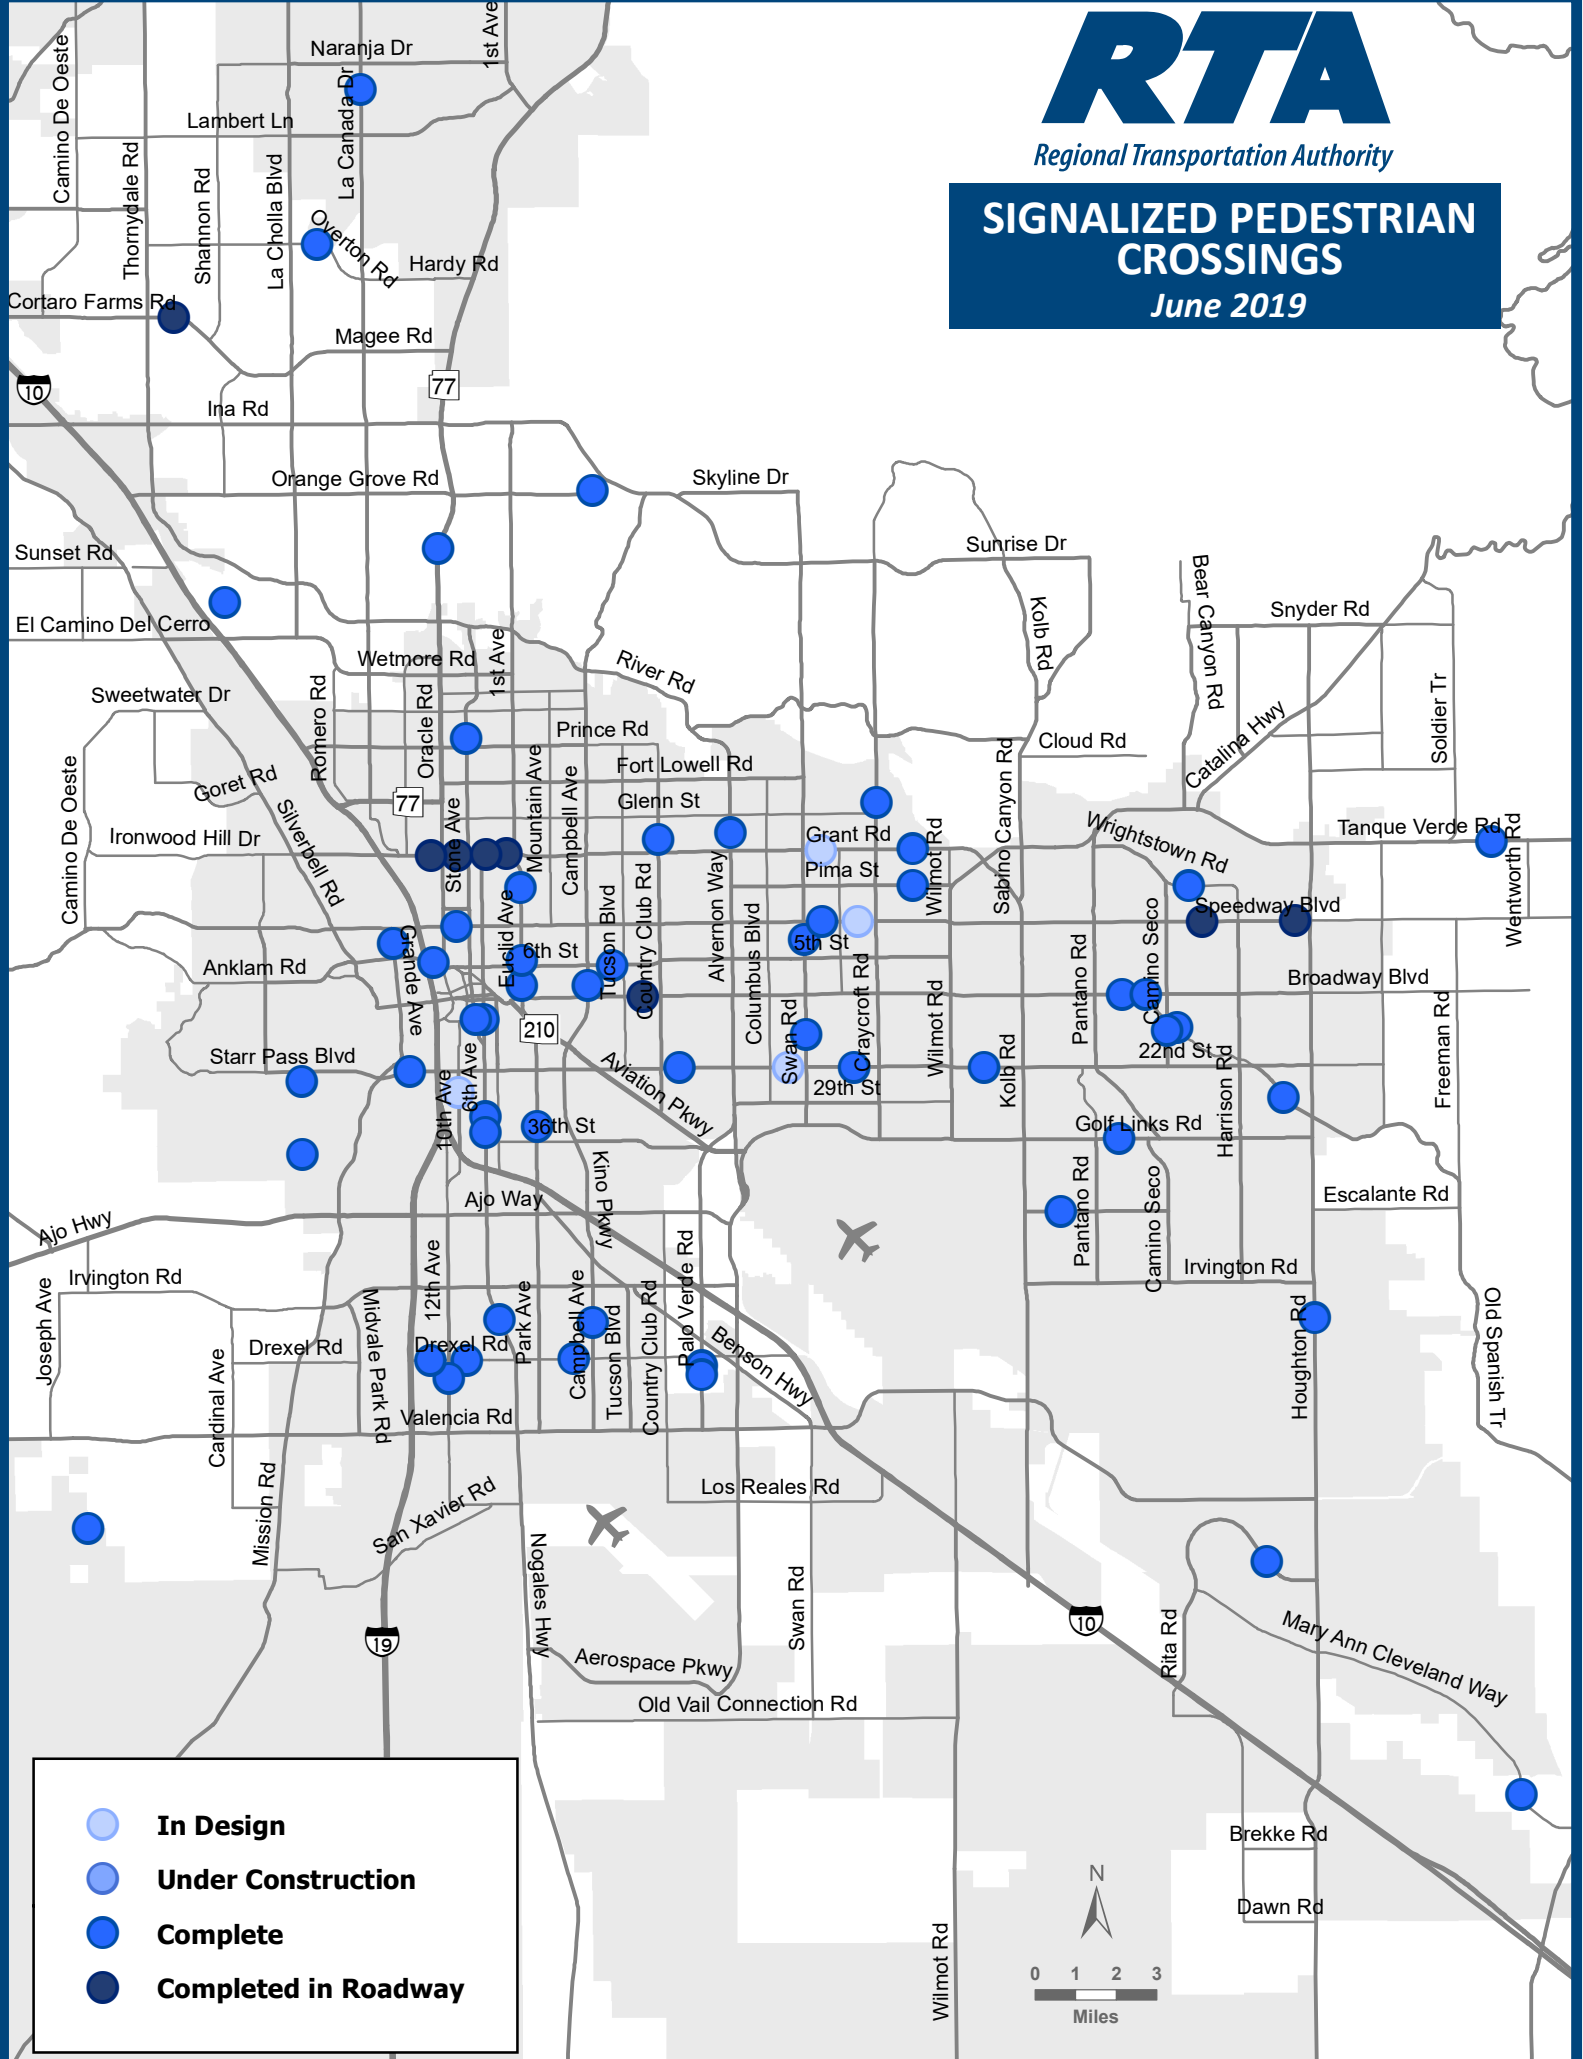 RTA
Regional Transportation Authority
SIGNALIZED PEDESTRIAN
CROSSINGS
June 2019
1st Ave
Camino De Oeste
Naranja Dr
La Canada Dr
Lambert Ln
Thornydale Rd
Shannon Rd
La Cholla Blvd
Overton Rd
Hardy Rd
Cortaro Farms Rd
Magee Rd
10
77
Ina Rd
Orange Grove Rd
Skyline Dr
Sunset Rd
Sunrise Dr
Bear Canyon Rd
El Camino Del Cerro
Kolb Rd
Snyder Rd
Wetmore Rd
1st Ave
River Rd
Sweetwater Dr
Romero Rd
Oracle Rd
Soldier Tr
Prince Rd
Catalina Hwy
Cloud Rd
Camino De Oeste
Goret Rd
Fort Lowell Rd
Mountain Ave
Campbell Ave
Sabino Canyon Rd
77
Silverbell Rd
Stone Ave
Glenn St
Ironwood Hill Dr
Grant Rd
Wilmot Rd
Wrightstown Rd
Tanque Verde Rd
Wentworth Rd
Pima St
Alvernon Way
Country Club Rd
Tucson Blvd
Euclid Ave
Speedway Blvd
Columbus Blvd
Camino Seco
Grande Ave
6th St
5th St
Pantano Rd
Anklam Rd
Craycroft Rd
Broadway Blvd
Swan Rd
Wilmot Rd
Freeman Rd
210
Starr Pass Blvd
6th Ave
10th Ave
Aviation Pkwy
29th St
Kolb Rd
22nd St
Harrison Rd
36th St
Golf Links Rd
Kino Pkwy
Pantano Rd
Camino Seco
Ajo Way
Escalante Rd
Ajo Hwy
Palo Verde Rd
Irvington Rd
Irvington Rd
12th Ave
Joseph Ave
Midvale Park Rd
Park Ave
Campbell Ave
Tucson Blvd
Country Club Rd
Houghton Rd
Old Spanish Tr
Drexel Rd
Drexel Rd
Benson Hwy
Cardinal Ave
Valencia Rd
Mission Rd
San Xavier Rd
Los Reales Rd
Nogales Hwy
Swan Rd
10
19
Rita Rd
Mary Ann Cleveland Way
Aerospace Pkwy
Old Vail Connection Rd
In Design
Under Construction
Complete
Completed in Roadway
Brekke Rd
Dawn Rd
Wilmot Rd
N
0 1 2 3
Miles